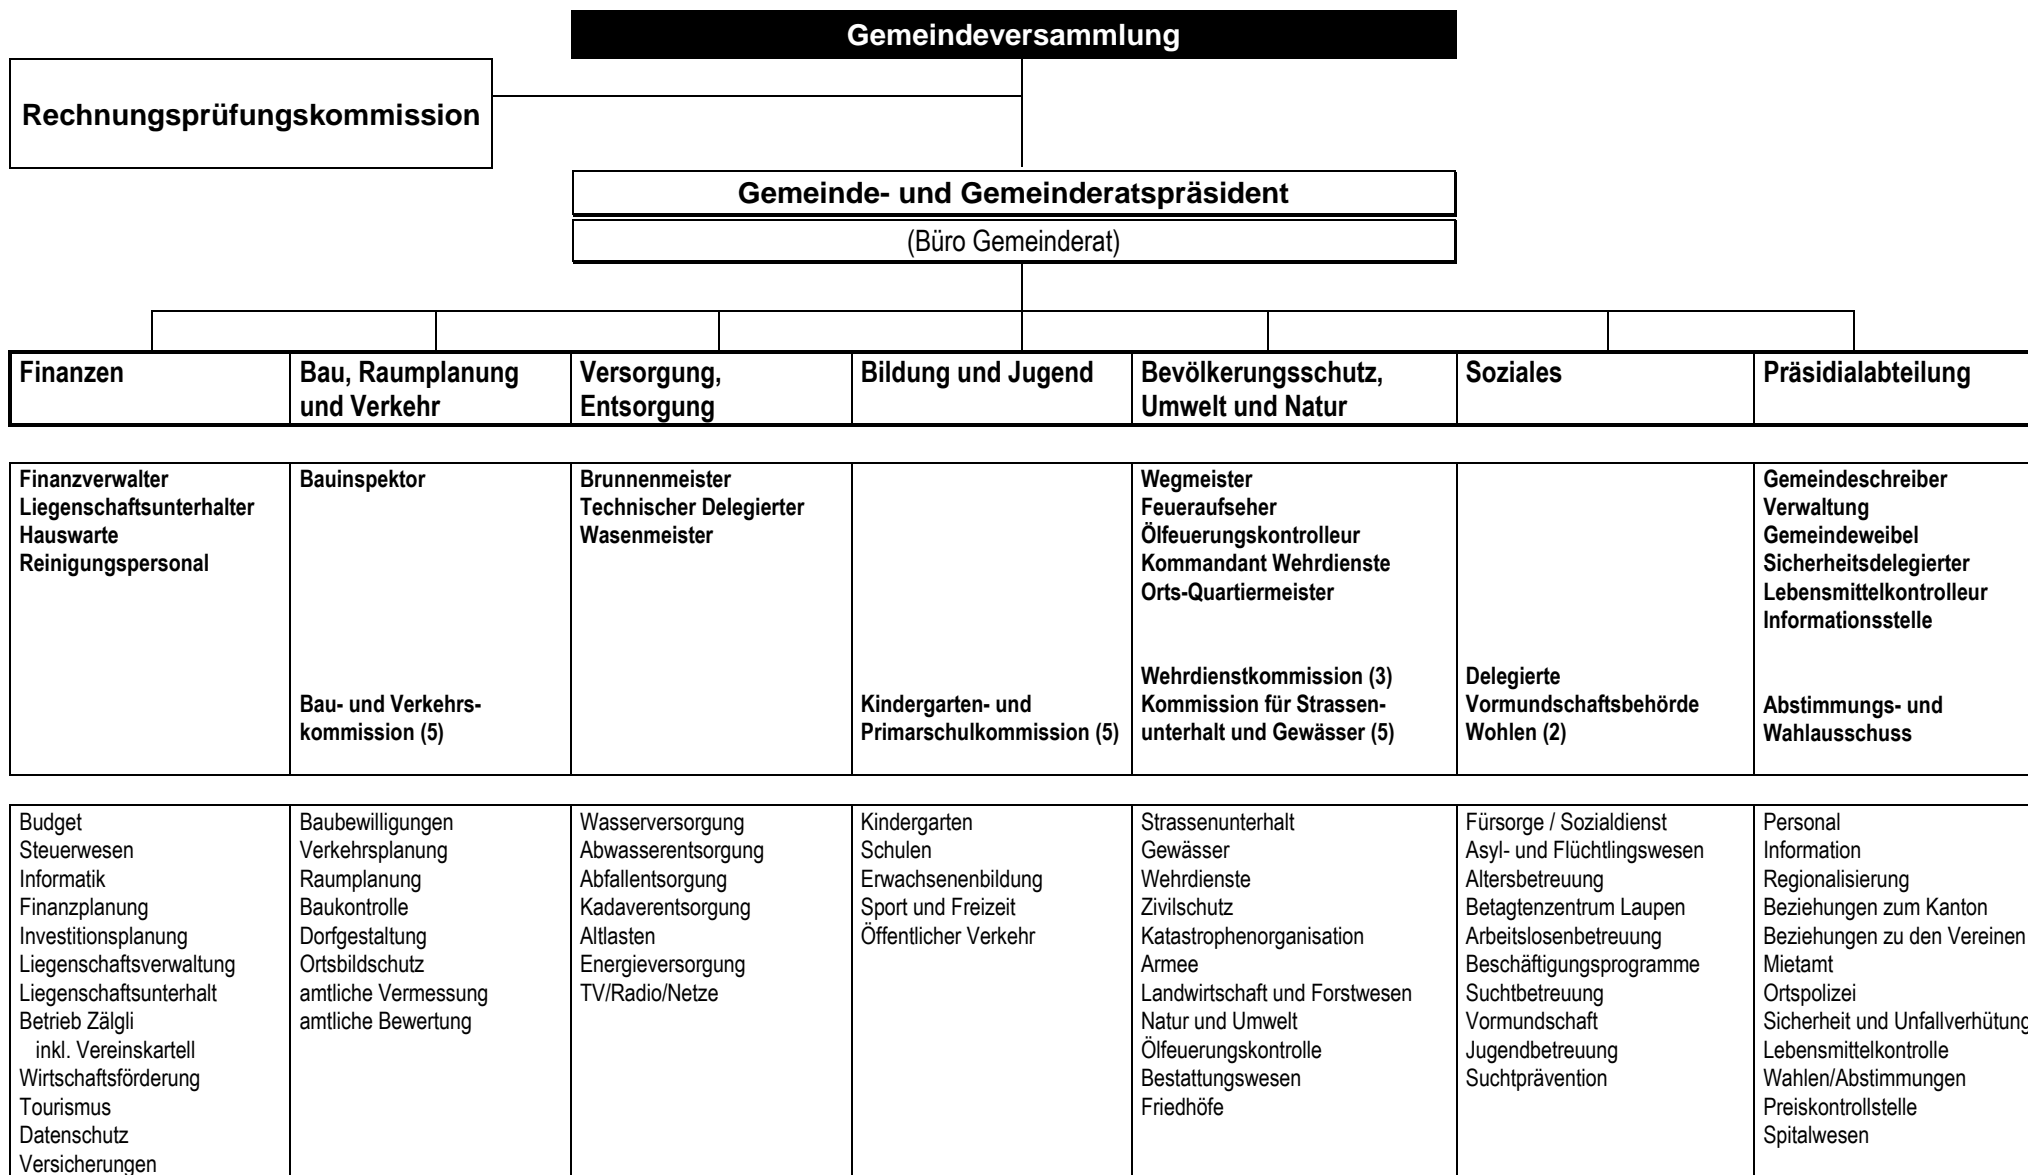 Gemeindeversammlung
Rechnungsprüfungskommission
Gemeinde- und Gemeinderatspräsident
(Büro Gemeinderat)
Finanzen
Bau, Raumplanung
und Verkehr
Versorgung,
Entsorgung
Bildung und Jugend
Bevölkerungsschutz,
Umwelt und Natur
Soziales
Präsidialabteilung
Finanzverwalter
Liegenschaftsunterhalter
Hauswarte
Reinigungspersonal
Bauinspektor
Bau- und Verkehrs-
kommission (5)
Brunnenmeister
Technischer Delegierter
Wasenmeister
Kindergarten- und
Primarschulkommission (5)
Wegmeister
Feueraufseher
Ölfeuerungskontrolleur
Kommandant Wehrdienste
Orts-Quartiermeister
Wehrdienstkommission (3)
Kommission für Strassen-
unterhalt und Gewässer (5)
Delegierte
Vormundschaftsbehörde
Wohlen (2)
Gemeindeschreiber
Verwaltung
Gemeindeweibel
Sicherheitsdelegierter
Lebensmittelkontrolleur
Informationsstelle
Abstimmungs- und
Wahlausschuss
Budget
Steuerwesen
Informatik
Finanzplanung
Investitionsplanung
Liegenschaftsverwaltung
Liegenschaftsunterhalt
Betrieb Zälgli
inkl. Vereinskartell
Wirtschaftsförderung
Tourismus
Datenschutz
Versicherungen
Baubewilligungen
Verkehrsplanung
Raumplanung
Baukontrolle
Dorfgestaltung
Ortsbildschutz
amtliche Vermessung
amtliche Bewertung
Wasserversorgung
Abwasserentsorgung
Abfallentsorgung
Kadaverentsorgung
Altlasten
Energieversorgung
TV/Radio/Netze
Kindergarten
Schulen
Erwachsenenbildung
Sport und Freizeit
Öffentlicher Verkehr
Strassenunterhalt
Gewässer
Wehrdienste
Zivilschutz
Katastrophenorganisation
Armee
Landwirtschaft und Forstwesen
Natur und Umwelt
Ölfeuerungskontrolle
Bestattungswesen
Friedhöfe
Fürsorge / Sozialdienst
Asyl- und Flüchtlingswesen
Altersbetreuung
Betagtenzentrum Laupen
Arbeitslosenbetreuung
Beschäftigungsprogramme
Suchtbetreuung
Vormundschaft
Jugendbetreuung
Suchtprävention
Personal
Information
Regionalisierung
Beziehungen zum Kanton
Beziehungen zu den Vereinen
Mietamt
Ortspolizei
Sicherheit und Unfallverhütung
Lebensmittelkontrolle
Wahlen/Abstimmungen
Preiskontrollstelle
Spitalwesen